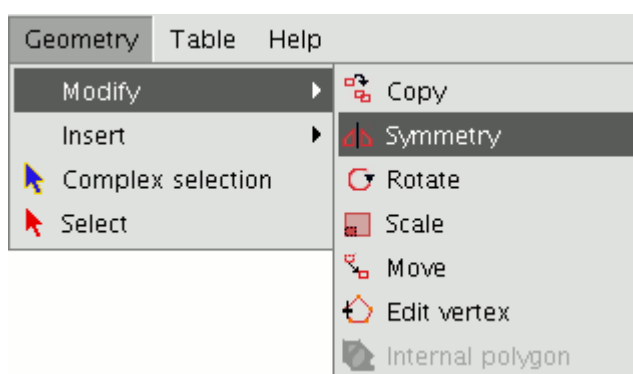 Geometry Table Help
Modify
Insert
Complex selection
Select
Copy
Symmetry
Rotate
Scale
Move
Edit vertex
Internal polygon